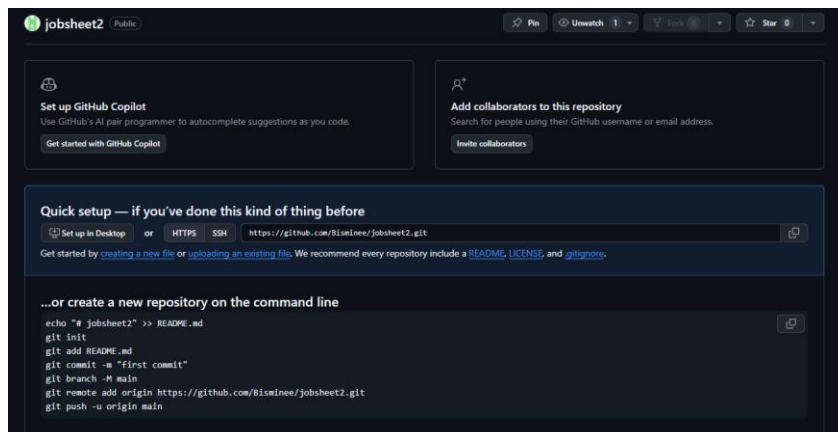 jobsheet2 Public
Pin
Unwatch 1
Fork
Star 0
Set up GitHub Copilot
Use GitHub's AI pair programmer to autocomplete suggestions as you code.
Get started with GitHub Copilot
Add collaborators to this repository
Search for people using their GitHub username or email address.
Invite collaborators
Quick setup — if you've done this kind of thing before
Set up in Desktop or HTTPS SSH https://github.com/Bisminee/jobsheet2.git
Get started by creating a new file or uploading an existing file. We recommend every repository include a README, LICENSE, and .gitignore.
...or create a new repository on the command line
echo "# jobsheet2" >> README.md
git init
git add README.md
git commit -m "first commit"
git branch -M main
git remote add origin https://github.com/Bisminee/jobsheet2.git
git push -u origin main